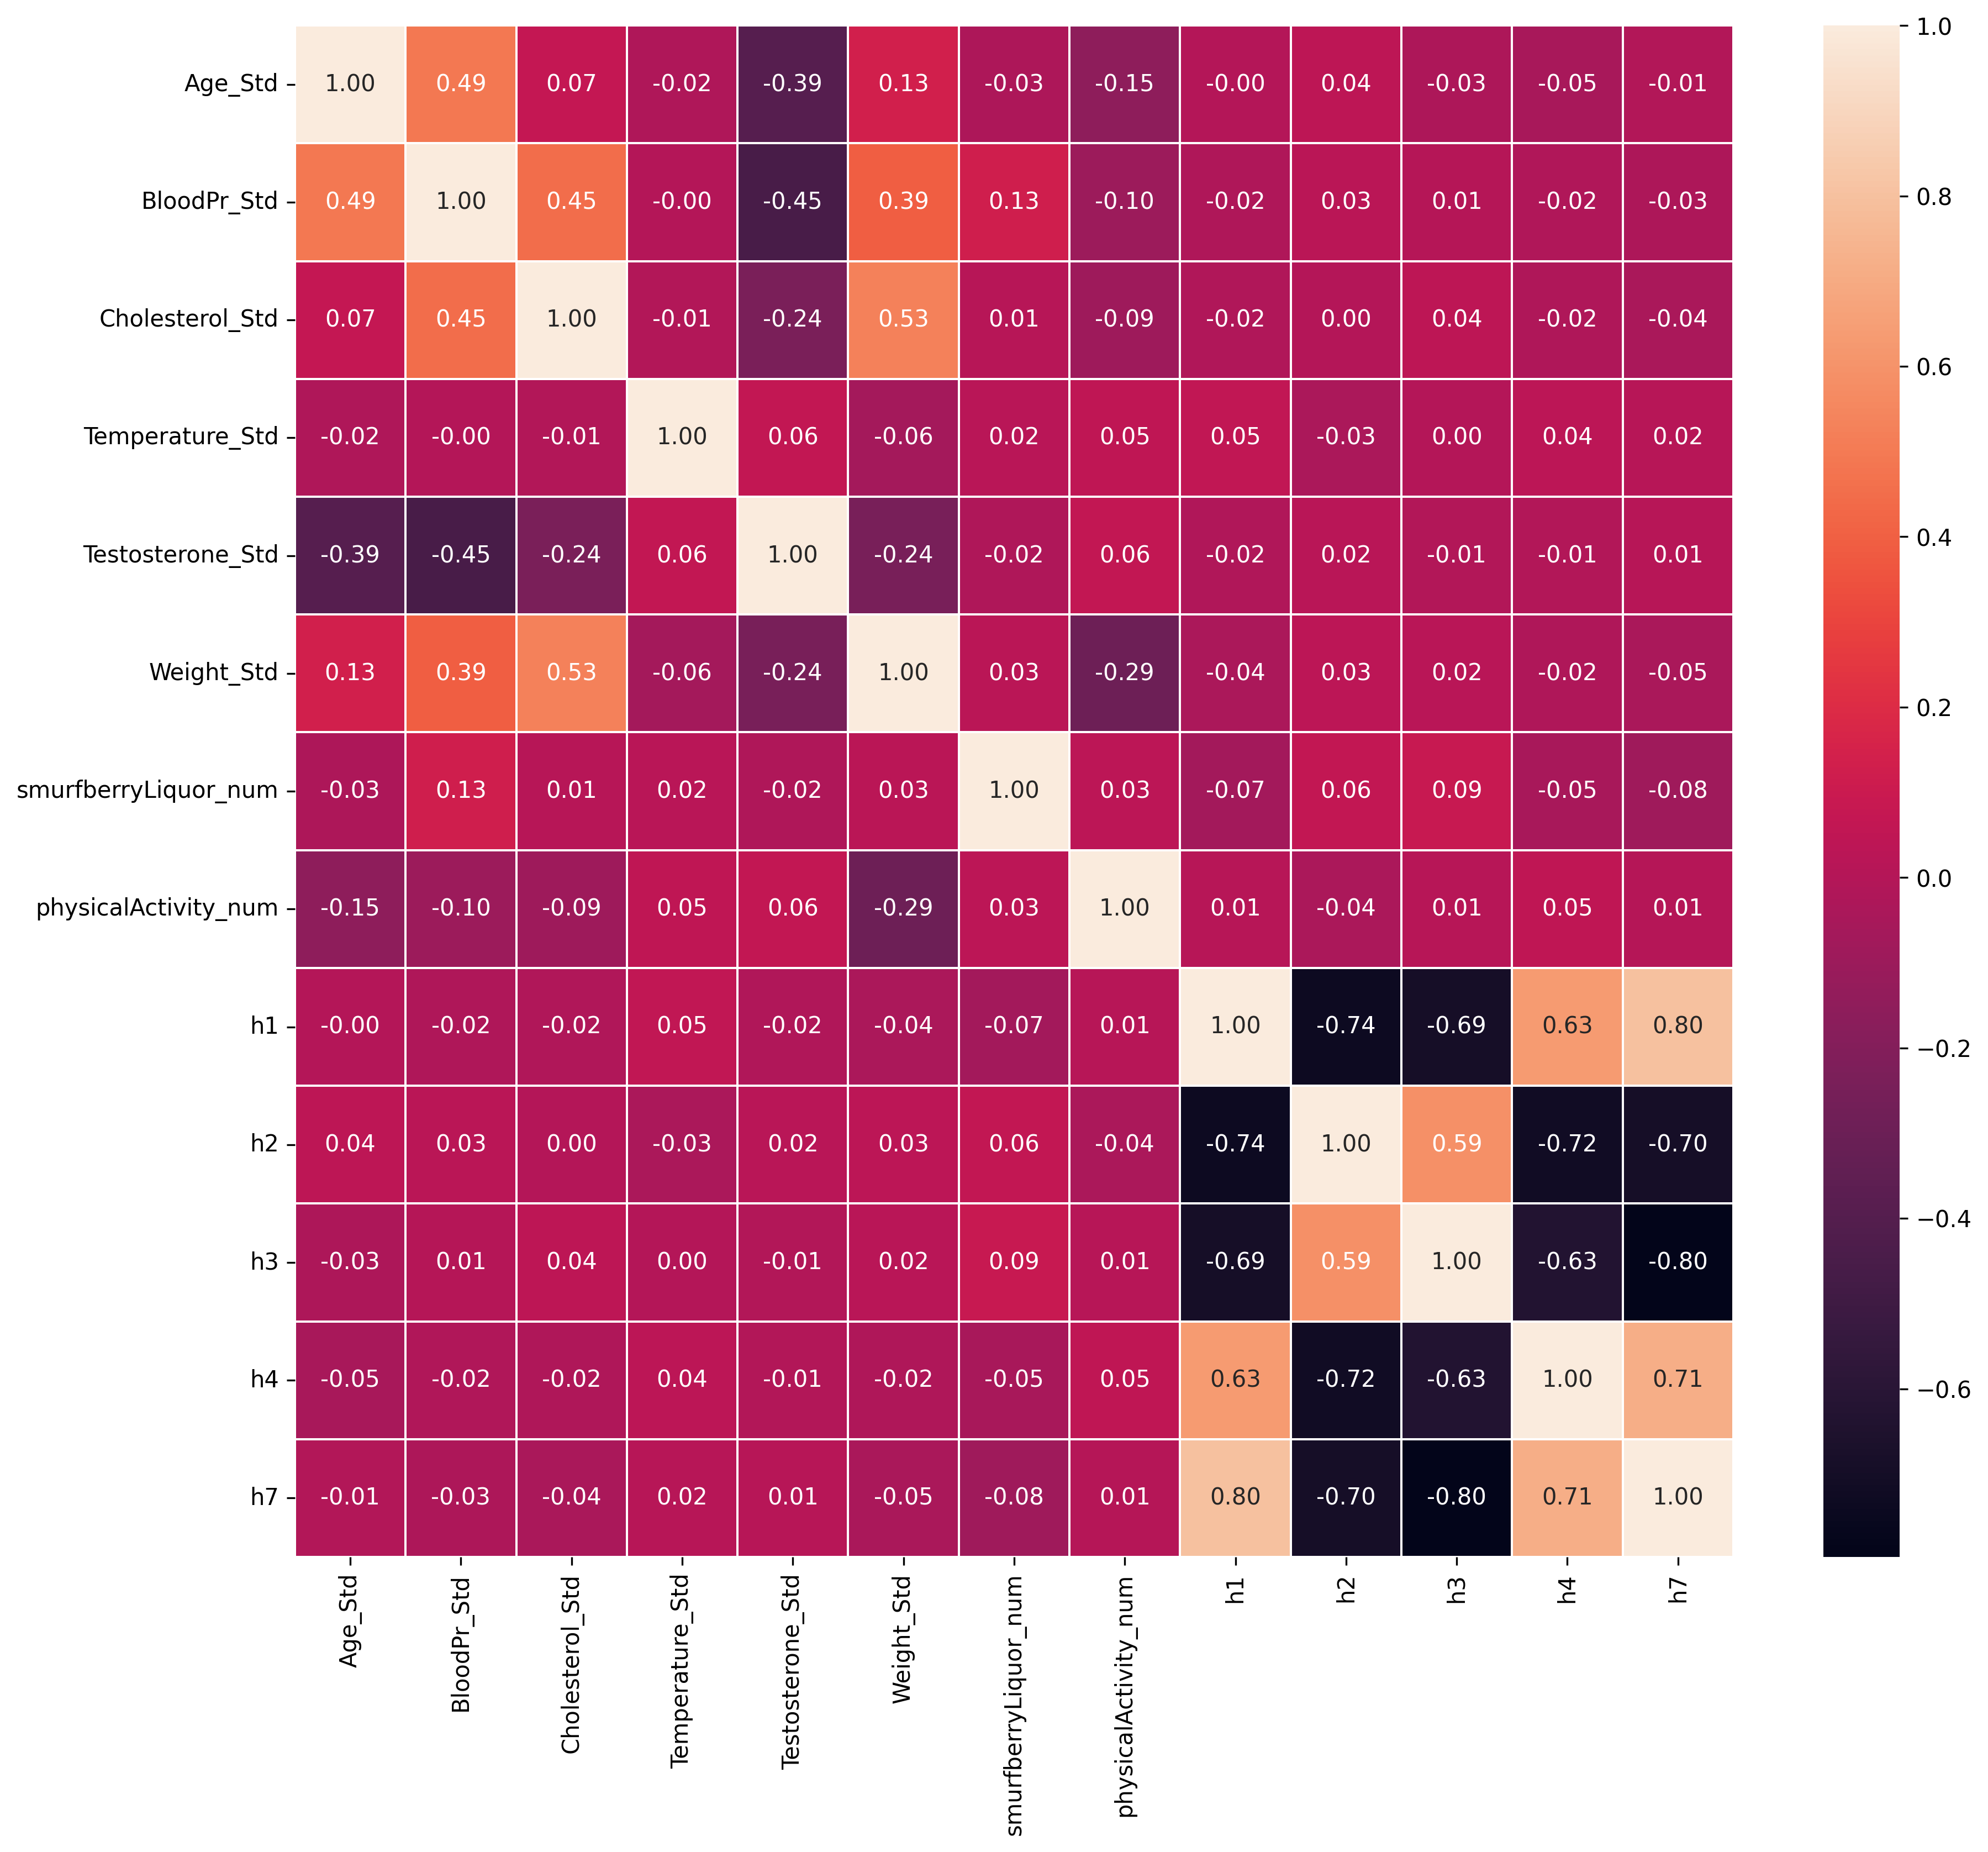 Age_Std 1.00 0.49 0.07 -0.02 -0.39 0.13 -0.03 -0.15 -0.00 0.04 -0.03 -0.05 -0.01
BloodPr_Std 0.49 1.00 0.45 -0.00 -0.45 0.39 0.13 -0.10 -0.02 0.03 0.01 -0.02 -0.03
Cholesterol_Std 0.07 0.45 1.00 -0.01 -0.24 0.53 0.01 -0.09 -0.02 0.00 0.04 -0.02 -0.04
Temperature_Std -0.02 -0.00 -0.01 1.00 0.06 -0.06 0.02 0.05 0.05 -0.03 0.00 0.04 0.02
Testosterone_Std -0.39 -0.45 -0.24 0.06 1.00 -0.24 -0.02 0.06 -0.02 0.02 -0.01 -0.01 0.01
Weight_Std 0.13 0.39 0.53 -0.06 -0.24 1.00 0.03 -0.29 -0.04 0.03 0.02 -0.02 -0.05
smurfberryLiquor_num -0.03 0.13 0.01 0.02 -0.02 0.03 1.00 0.03 -0.07 0.06 0.09 -0.05 -0.08
physicalActivity_num -0.15 -0.10 -0.09 0.05 0.06 -0.29 0.03 1.00 0.01 -0.04 0.01 0.05 0.01
h1 -0.00 -0.02 -0.02 0.05 -0.02 -0.04 -0.07 0.01 1.00 -0.74 -0.69 0.63 0.80
h2 0.04 0.03 0.00 -0.03 0.02 0.03 0.06 -0.04 -0.74 1.00 0.59 -0.72 -0.70
h3 -0.03 0.01 0.04 0.00 -0.01 0.02 0.09 0.01 -0.69 0.59 1.00 -0.63 -0.80
h4 -0.05 -0.02 -0.02 0.04 -0.01 -0.02 -0.05 0.05 0.63 -0.72 -0.63 1.00 0.71
h7 -0.01 -0.03 -0.04 0.02 0.01 -0.05 -0.08 0.01 0.80 -0.70 -0.80 0.71 1.00
Age_Std
BloodPr_Std
Cholesterol_Std
Temperature_Std
Testosterone_Std
Weight_Std
smurfberryLiquor_num
physicalActivity_num
h1
h2
h3
h4
h7
1.0
0.8
0.6
0.4
0.2
0.0
−0.2
−0.4
−0.6